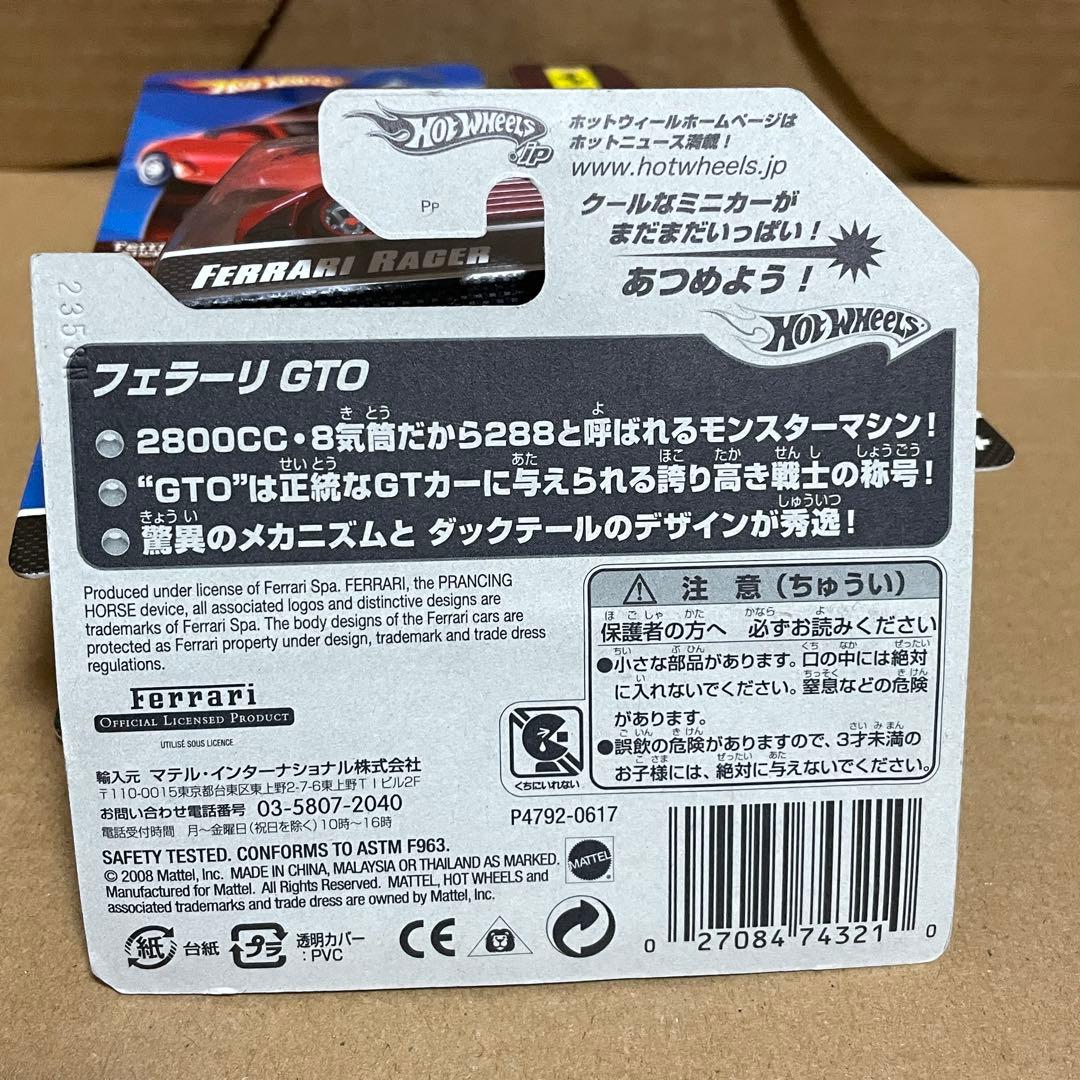 HOT WHEELS
.jp
ホットウィールホームページは
ホットニュース満載！
www.hotwheels.jp
PP
クールなミニカーが
まだまだいっぱい！
あつめよう！
FERRARI RACER
HOT WHEELS
フェラーリ GTO
2800CC・8気筒だから288と呼ばれるモンスターマシン！
“GTO”は正統なGTカーに与えられる誇り高き戦士の称号！
驚異のメカニズムと ダックテールのデザインが秀逸！
Produced under license of Ferrari Spa. FERRARI, the PRANCING
HORSE device, all associated logos and distinctive designs are
trademarks of Ferrari Spa. The body designs of the Ferrari cars are
protected as Ferrari property under design, trademark and trade dress
regulations.
Ferrari
OFFICIAL LICENSED PRODUCT
UTILISÉ SOUS LICENCE
注 意（ちゅうい）
保護者の方へ 必ずお読みください
●小さな部品があります。口の中には絶対
に入れないでください。窒息などの危険
があります。
●誤飲の危険がありますので、3才未満の
お子様には、絶対に与えないでください。
くちにいれない
輸入元 マテル・インターナショナル株式会社
〒110-0015東京都台東区東上野2-7-6東上野TIビル2F
お問い合わせ電話番号 03-5807-2040
電話受付時間 月～金曜日（祝日を除く）10時～16時
P4792-0617
SAFETY TESTED. CONFORMS TO ASTM F963.
© 2008 Mattel, Inc. MADE IN CHINA, MALAYSIA OR THAILAND AS MARKED.
Manufactured for Mattel. All Rights Reserved. MATTEL, HOT WHEELS and
associated trademarks and trade dress are owned by Mattel, Inc.
MATTEL
紙 台紙
プラ 透明カバー
：PVC
CE
0 27084 74321 0